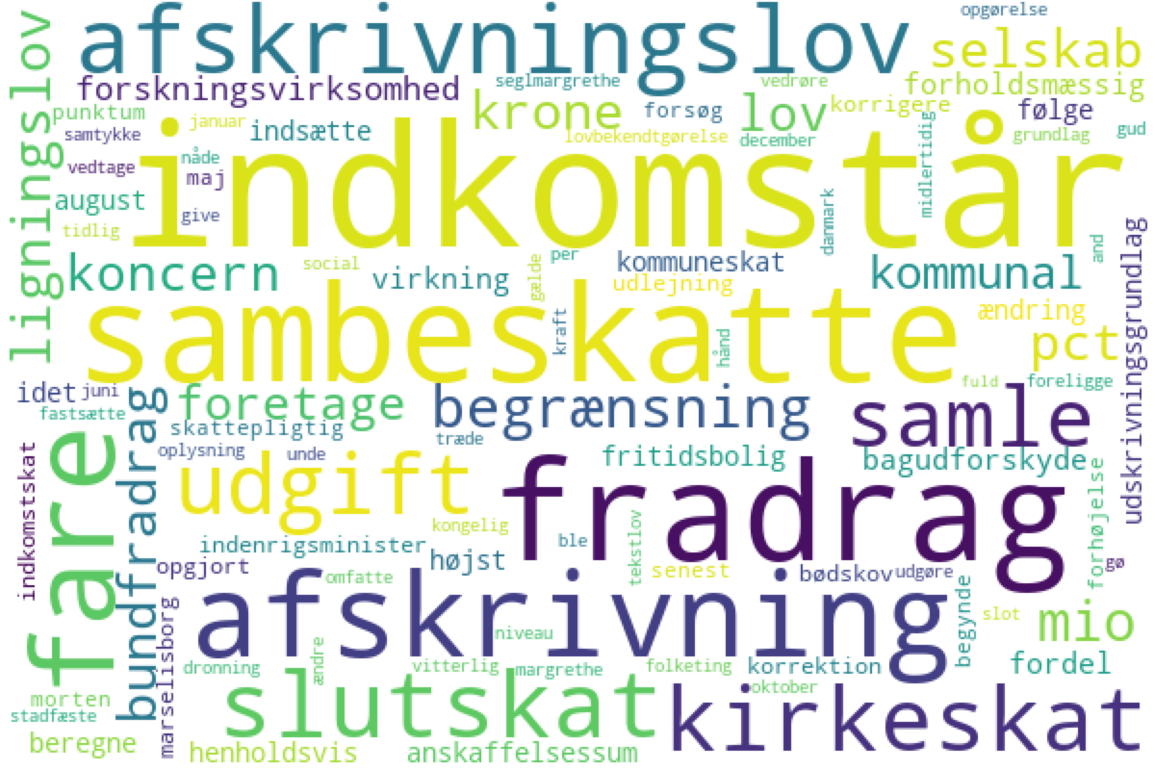 opgørelse
afskrivningslov
selskab
ligningslov
forskningsvirksomhed
seglmargrethe
vedrøre
forholdsmæssig
punktum
krone
forsøg
lov
korrigere
følge
januar
indsætte
samtykke
lovbekendtgørelse
december
grundlag
gud
indkomstår
midlertidig
vedtage
nåde
maj
august
give
danmark
tidlig
koncern
social
virkning
per
gælde
kommuneskat
udlejning
kommunal
and
udskrivningsgrundlag
sambeskatte
kraft
hånd
ændring
pct
idet
juni
fastsætte
foretage
begrænsning
fuld
foreligge
samle
skattepligtig
træde
oplysning
unde
fritidsbolig
bagudforskyde
fare
bundfradrag
indkomstskat
udgift
fradrag
kongelig
tekstlov
forhøjelse
indenrigsminister
højst
ble
opgjort
omfatte
senest
bødskov
udgøre
gø
afskrivning
begynde
slot
mio
marselisborg
niveau
ændre
dronning
vitterlig
margrethe
folketing
korrektion
fordel
morten
slutskat
oktober
kirkeskat
stadfæste
beregne
henholdsvis
anskaffelsessum